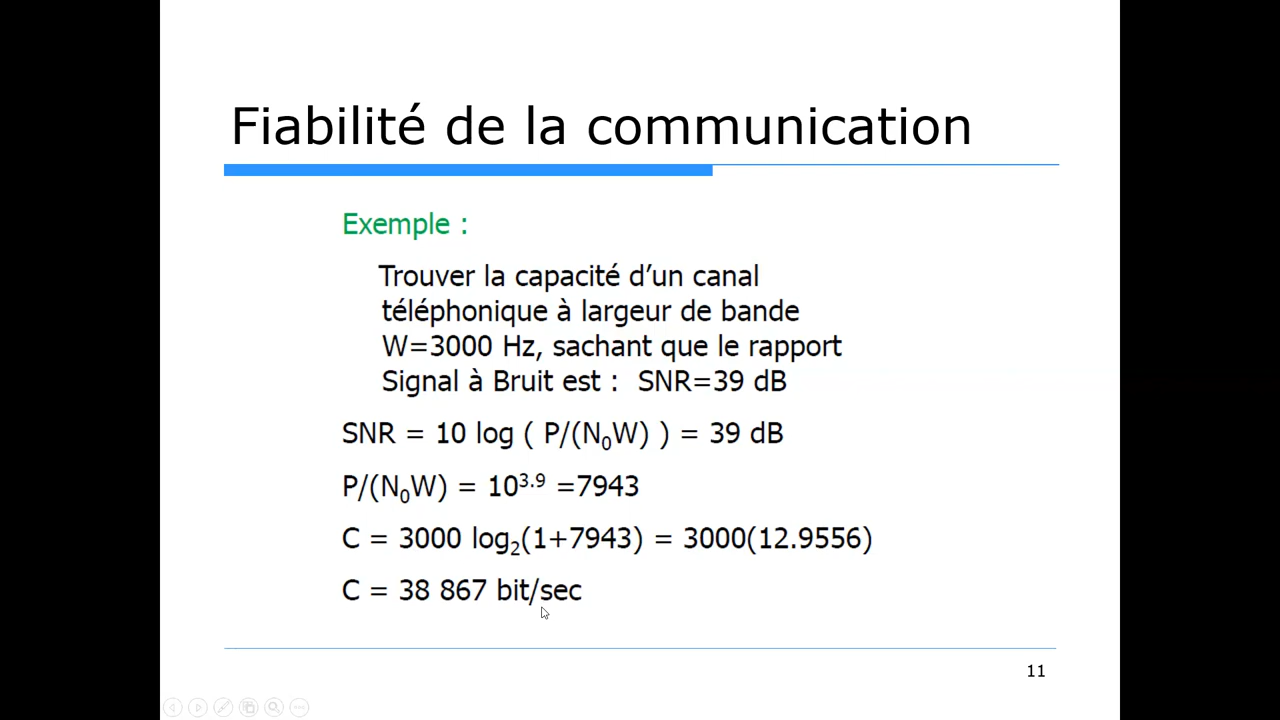 Fiabilité de la communication
Exemple :
Trouver la capacité d’un canal
téléphonique à largeur de bande
W=3000 Hz, sachant que le rapport
Signal à Bruit est : SNR=39 dB
SNR = 10 log ( P/(N₀W) ) = 39 dB
P/(N₀W) = 10³·⁹ =7943
C = 3000 log₂(1+7943) = 3000(12.9556)
C = 38 867 bit/sec
11